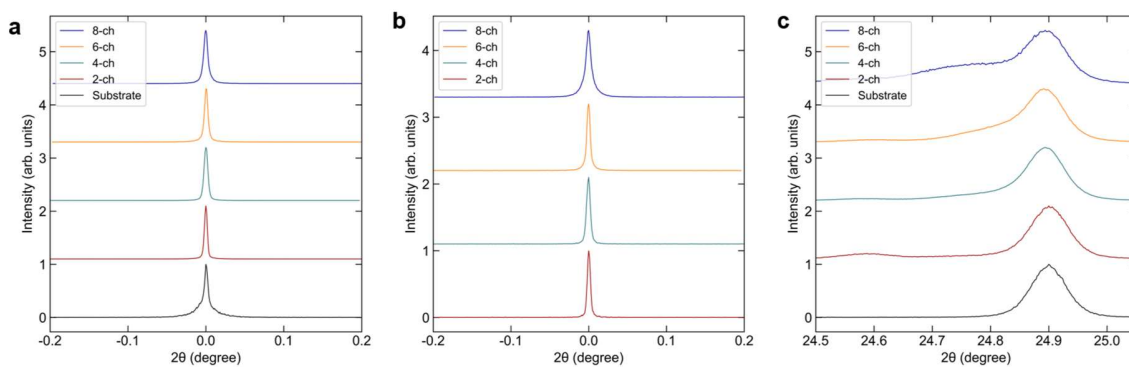 a
8-ch
6-ch
4-ch
2-ch
Substrate
Intensity (arb. units)
5
4
3
2
1
0
-0.2 -0.1 0.0 0.1 0.2
2θ (degree)
b
8-ch
6-ch
4-ch
2-ch
Intensity (arb. units)
4
3
2
1
0
-0.2 -0.1 0.0 0.1 0.2
2θ (degree)
c
8-ch
6-ch
4-ch
2-ch
Substrate
Intensity (arb. units)
5
4
3
2
1
0
24.5 24.6 24.7 24.8 24.9 25.0
2θ (degree)